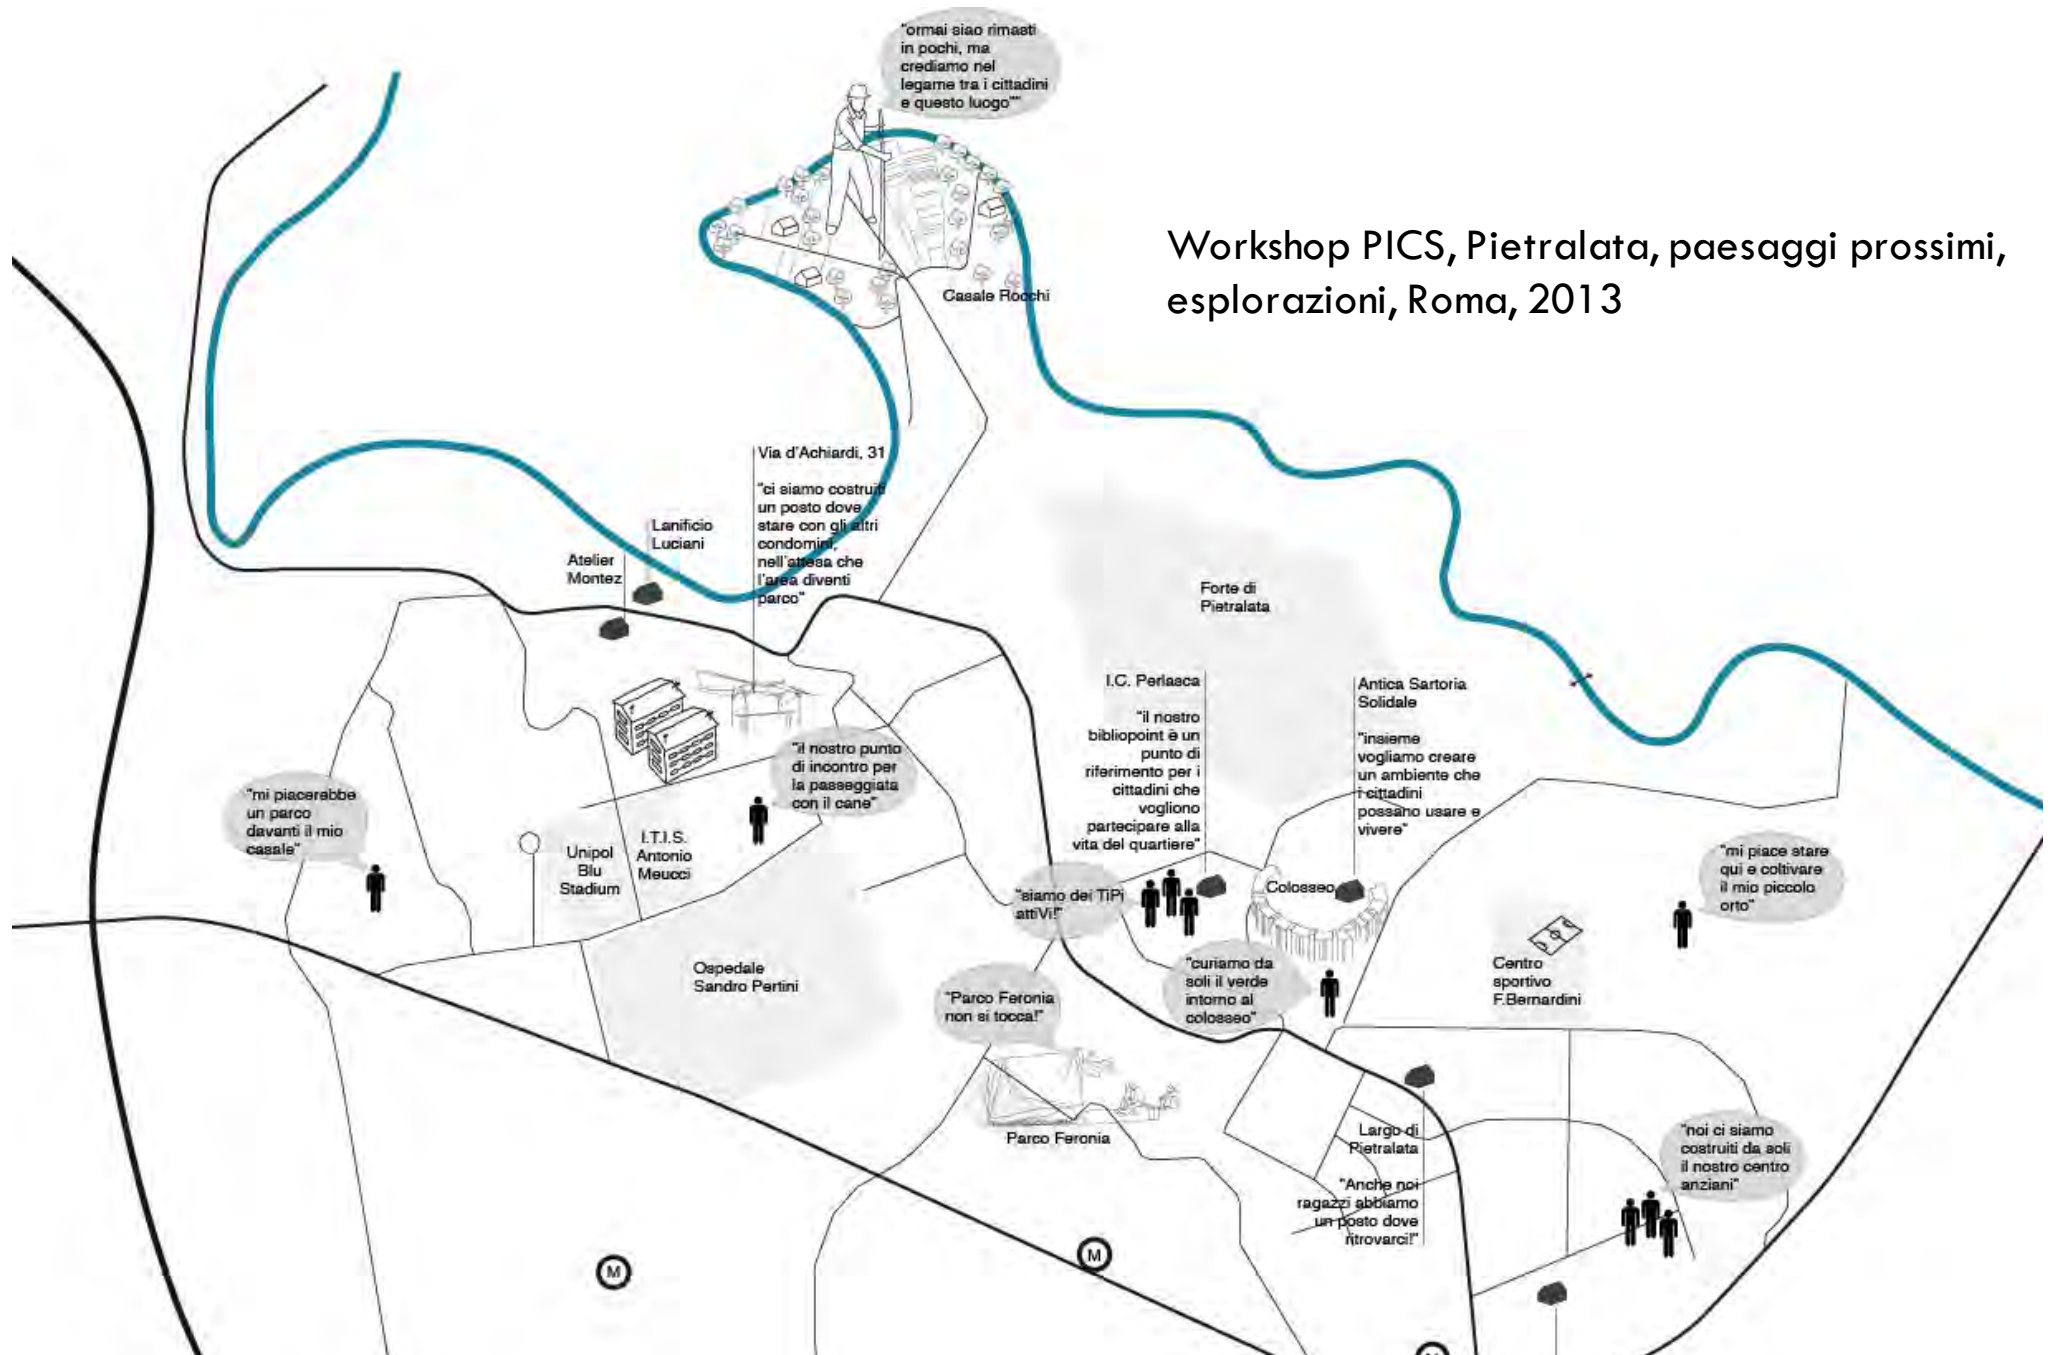 "ormai siao rimasti
in pochi, ma
crediamo nel
legame tra i cittadini
e questo luogo""
Workshop PICS, Pietralata, paesaggi prossimi,
esplorazioni, Roma, 2013
Casale Rocchi
Via d'Achiardi, 31
"ci siamo costruiti
un posto dove
stare con gli altri
condomini,
nell'attesa che
l'area diventi
parco"
Lanificio
Luciani
Atelier
Montez
Forte di
Pietralata
I.C. Perlasca
"il nostro
bibliopoint è un
punto di
riferimento per i
cittadini che
vogliono
partecipare alla
vita del quartiere"
Antica Sartoria
Solidale
"insieme
vogliamo creare
un ambiente che
i cittadini
possano usare e
vivere"
"il nostro punto
di incontro per
la passeggiata
con il cane"
"mi piacerebbe
un parco
davanti il mio
casale"
Unipol
Blu
Stadium
I.T.I.S.
Antonio
Meucci
"siamo dei TiPi
attiVi!"
Colosseo
"mi piace stare
qui e coltivare
il mio piccolo
orto"
Ospedale
Sandro Pertini
"Parco Feronia
non si tocca!"
"curiamo da
soli il verde
intorno al
colosseo"
Centro
sportivo
F.Bernardini
Parco Feronia
Largo di
Pietralata
"Anche noi
ragazzi abbiamo
un posto dove
ritrovarci!"
"noi ci siamo
costruiti da soli
il nostro centro
anziani"
M
M